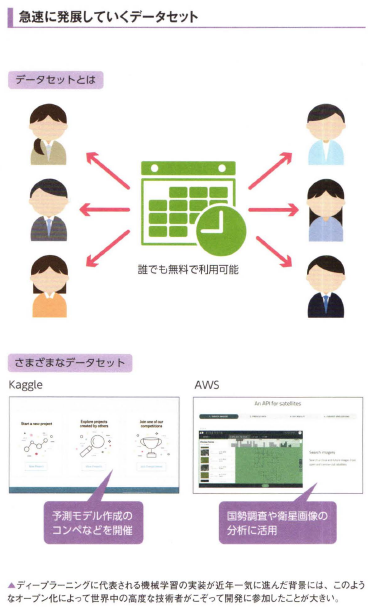 急速に発展していくデータセット
データセットとは
誰でも無料で利用可能
さまざまなデータセット
Kaggle
AWS
Start a new project
Explore projects
created by others
Join one of our
competitions
An API for satellites
Search Imagery
予測モデル作成の
コンペなどを開催
国勢調査や衛星画像の
分析に活用
▲ディープラーニングに代表される機械学習の実装が近年一気に進んだ背景には、このよう
なオープン化によって世界中の高度な技術者がこぞって開発に参加したことが大きい。